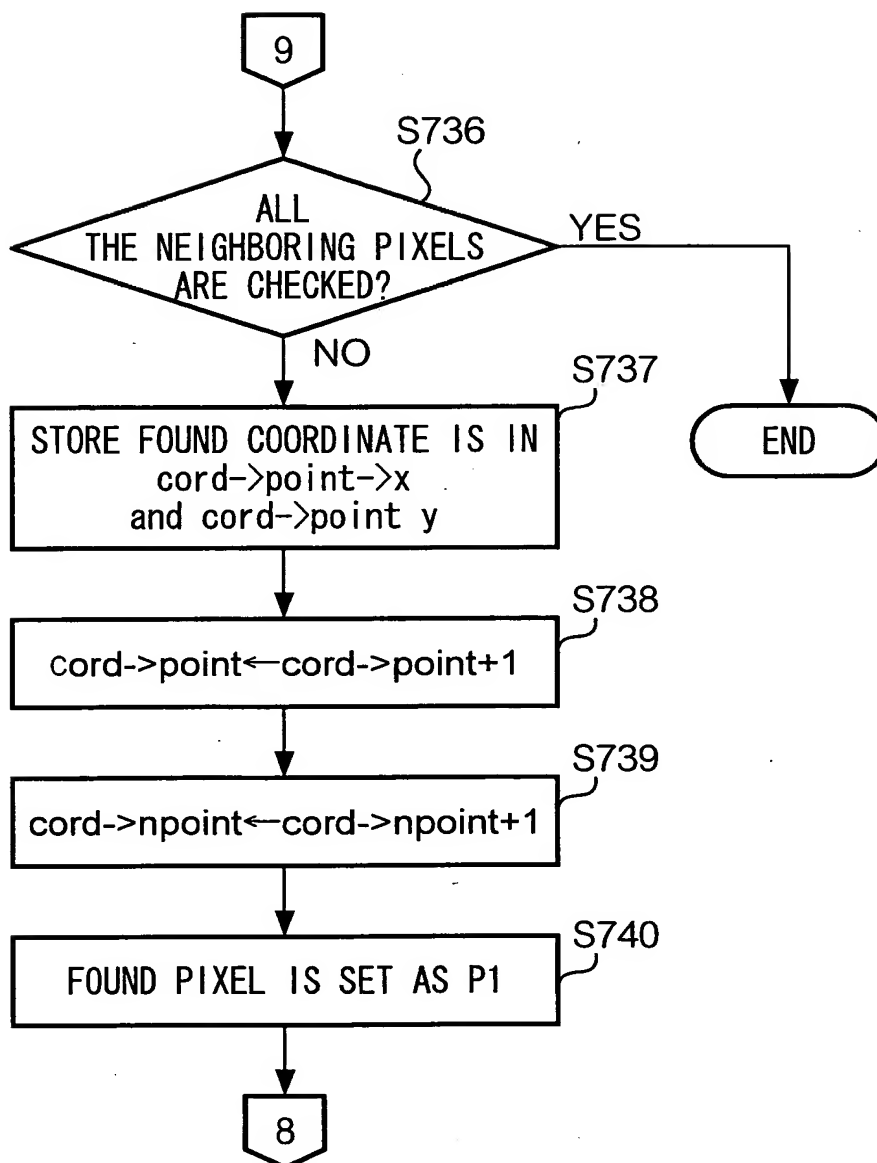 9
S736
ALL
THE NEIGHBORING PIXELS
ARE CHECKED?
YES
NO
S737
STORE FOUND COORDINATE IS IN
cord->point->x
and cord->point y
END
S738
cord->point←cord->point+1
S739
cord->npoint←cord->npoint+1
S740
FOUND PIXEL IS SET AS P1
8